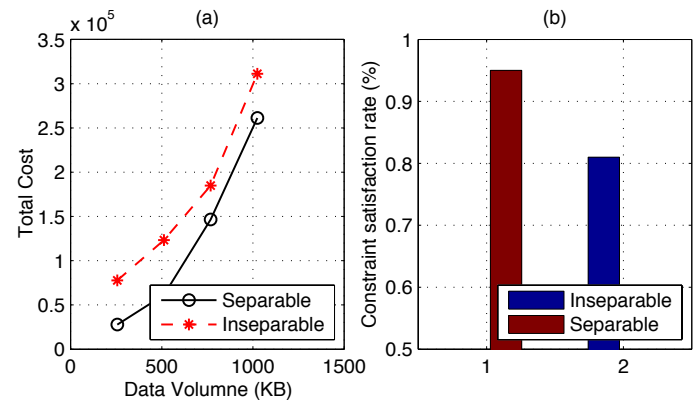 (a)
x 10^5
3.5
3
2.5
2
1.5
1
0.5
0
0
500
1000
1500
Total Cost
Data Volumne (KB)
Separable
Inseparable
(b)
1
0.9
0.8
0.7
0.6
0.5
1
2
Constraint satisfaction rate (%)
Inseparable
Separable